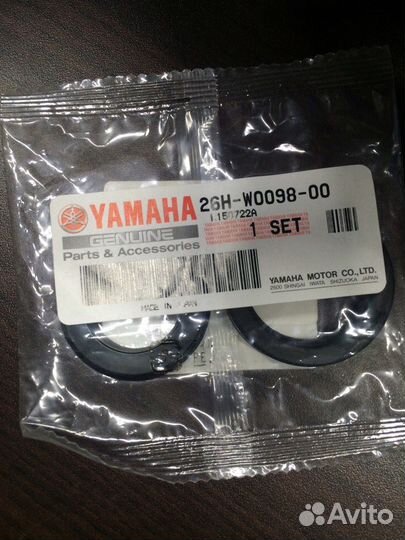 YAMAHA
GENUINE
Parts & Accessories
26H-W0098-00
1 SET
YAMAHA MOTOR CO., LTD.
2500 SHINGAI IWATA SHIZUOKA JAPAN
MADE IN JAPAN
Avito